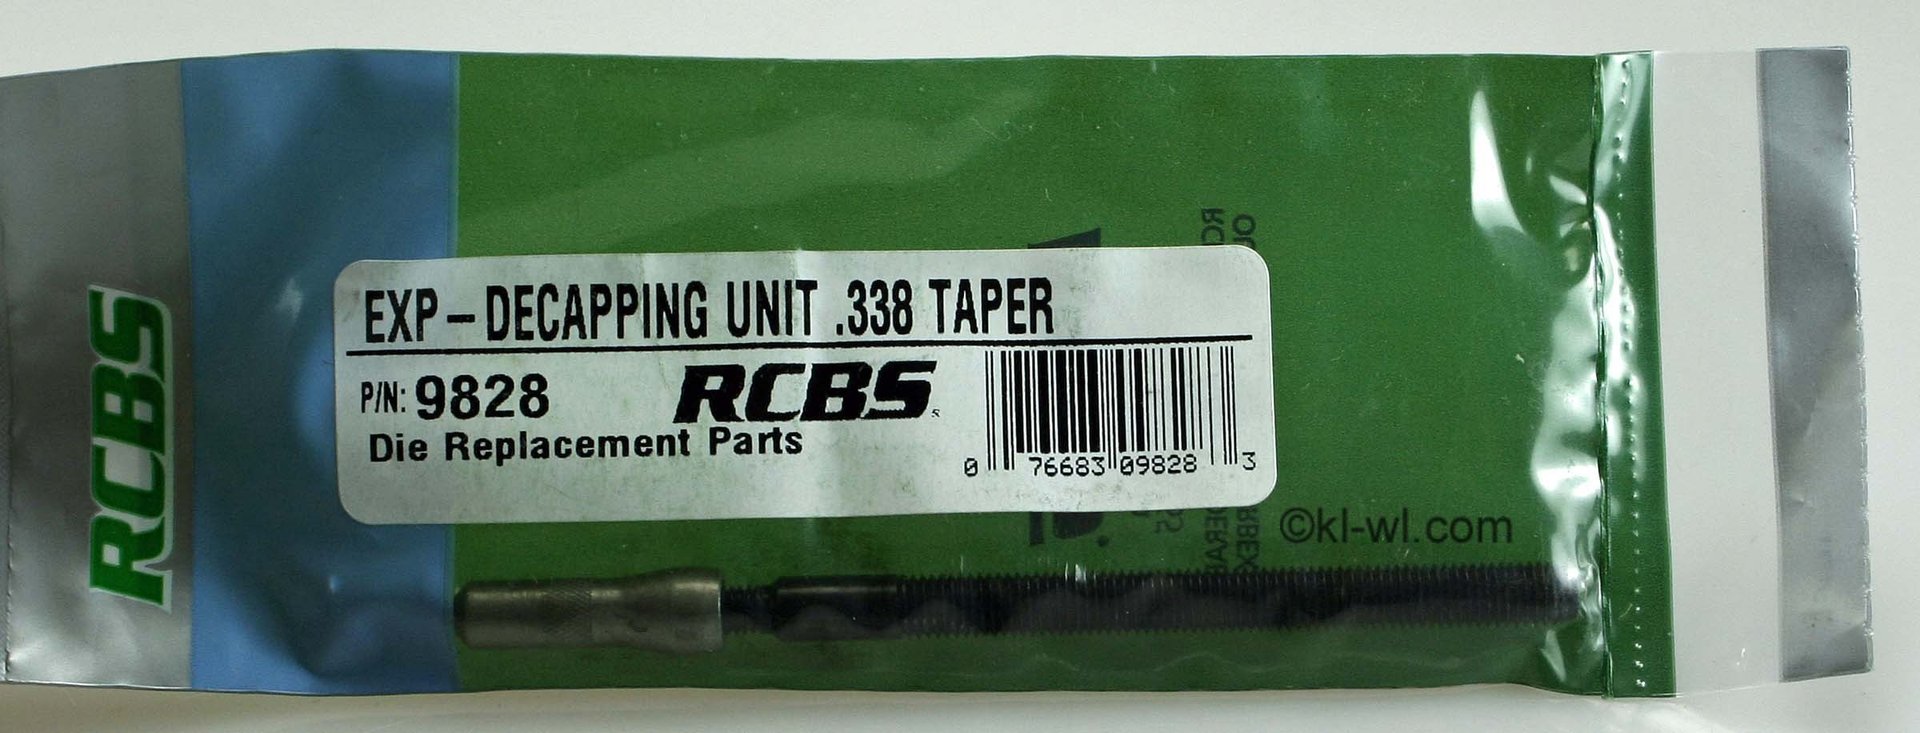 RCBS
EXP-DECAPPING UNIT .338 TAPER
P/N: 9828
RCBS
Die Replacement Parts
0 76683 09828 3
©kl-wl.com